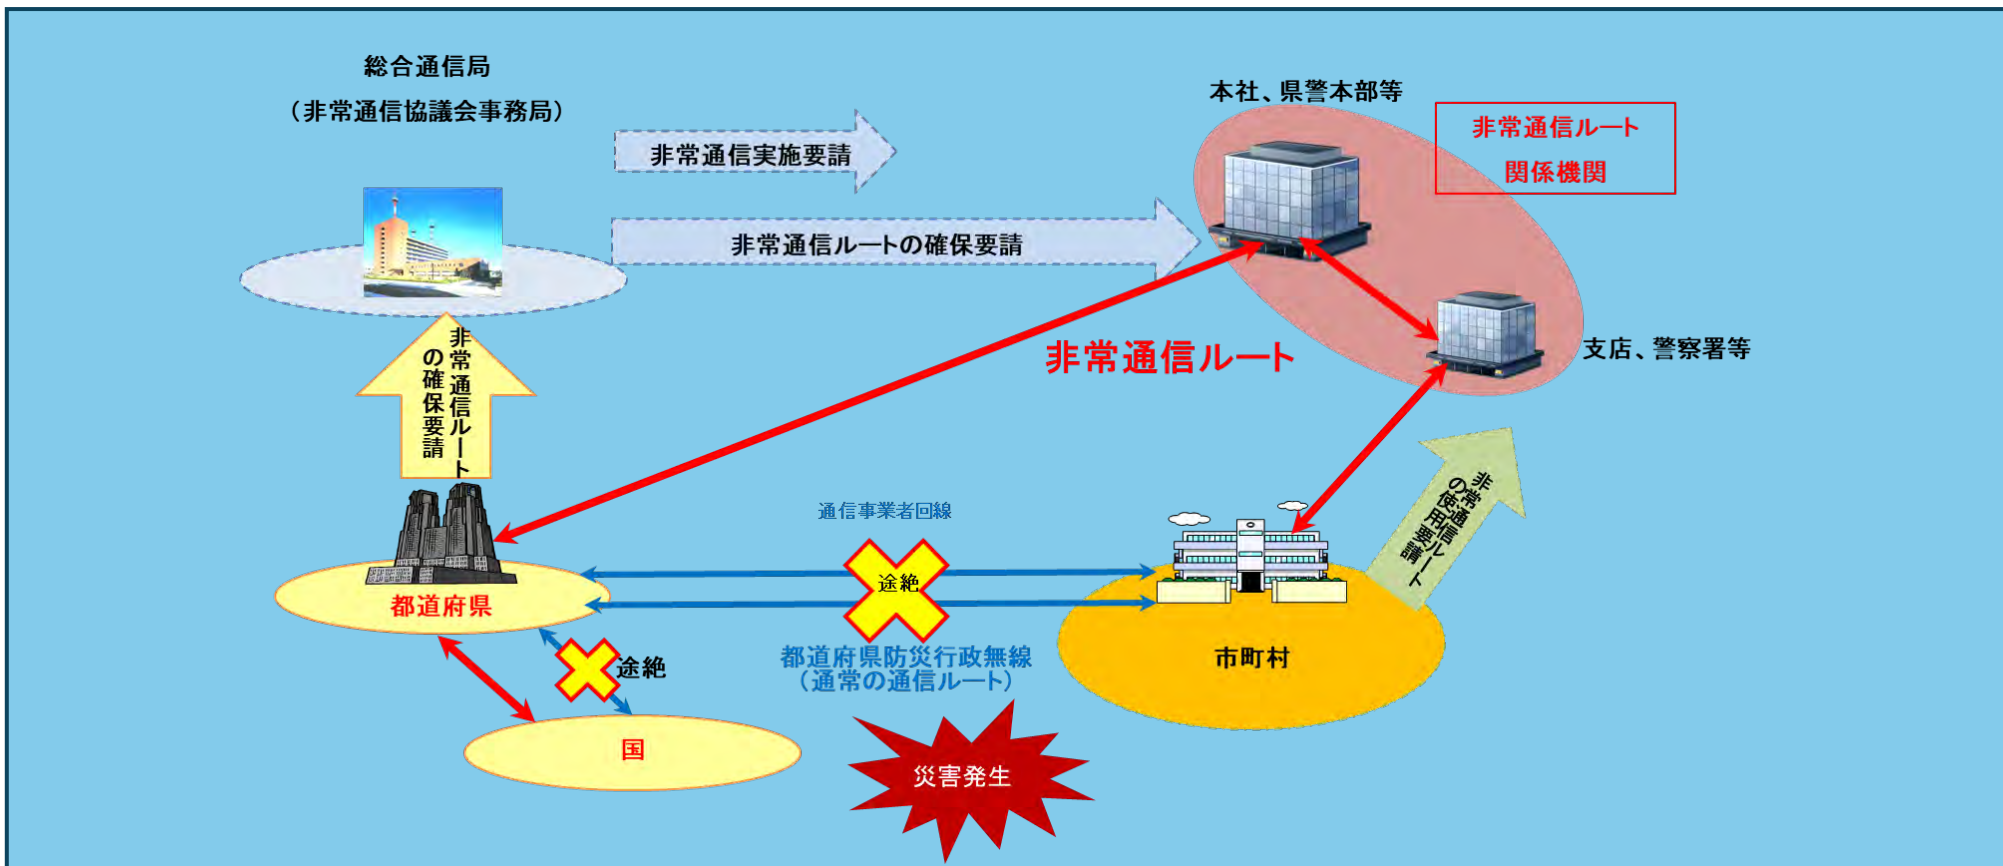 総合通信局
（非常通信協議会事務局）
非常通信実施要請
非常通信ルートの確保要請
本社、県警本部等
非常通信ルート
関係機関
支店、警察署等
非常通信ルート
非常通信ルート
の確保要請
通信事業者回線
途絶
都道府県防災行政無線
（通常の通信ルート）
非常通信ルート
の使用要請
都道府県
途絶
市町村
国
災害発生